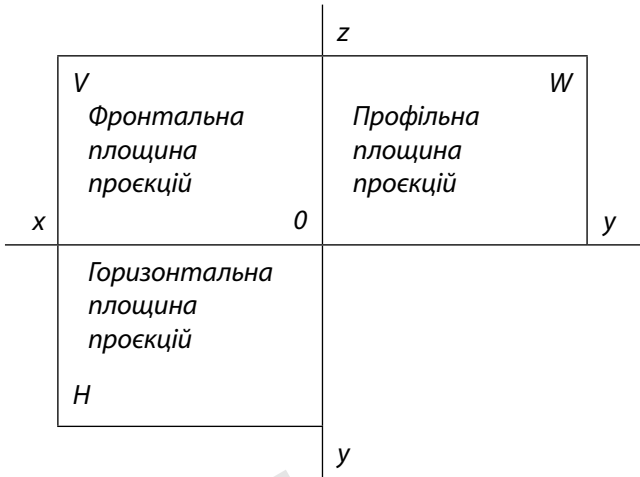 z
V
W
Фронтальна
площина
проєкцій
Профільна
площина
проєкцій
x
0
y
Горизонтальна
площина
проєкцій
H
y